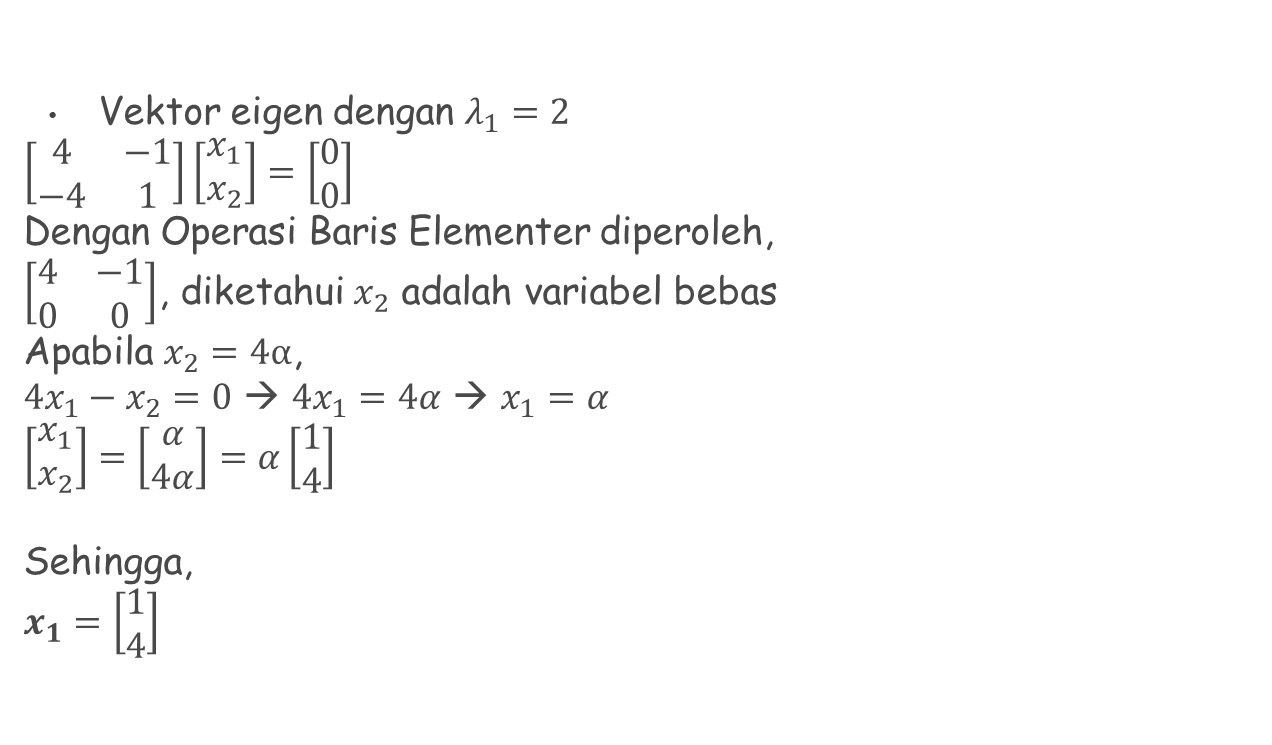 • Vektor eigen dengan λ₁ = 2
[4 −1; −4 1] [x₁; x₂] = [0; 0]
Dengan Operasi Baris Elementer diperoleh,
[4 −1; 0 0], diketahui x₂ adalah variabel bebas
Apabila x₂ = 4α,
4x₁ − x₂ = 0 → 4x₁ = 4α → x₁ = α
[x₁; x₂] = [α; 4α] = α [1; 4]
Sehingga,
x₁ = [1; 4]